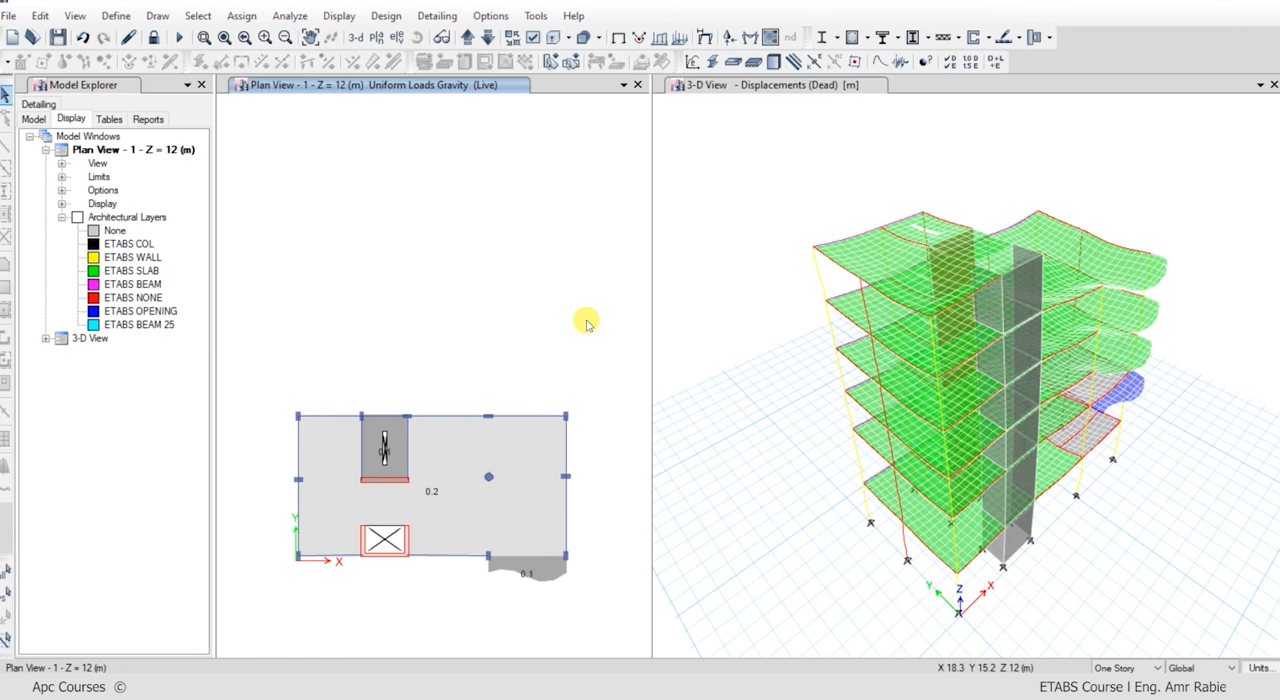 File Edit View Define Draw Select Assign Analyze Display Design Detailing Options Tools Help
3-d
nd
Model Explorer
Detailing
Model Display Tables Reports
Model Windows
Plan View - 1 - Z = 12 (m)
View
Limits
Options
Display
Architectural Layers
None
ETABS COL
ETABS WALL
ETABS SLAB
ETABS BEAM
ETABS NONE
ETABS OPENING
ETABS BEAM 25
3-D View
Plan View - 1 - Z = 12 (m) Uniform Loads Gravity (Live)
0.2
0.1
Y
X
3-D View - Displacements (Dead) [m]
Y
Z
X
Plan View - 1 - Z = 12 (m)
X 18.3 Y 15.2 Z 12 (m)
One Story
Global
Units...
Apc Courses ©
ETABS Course I Eng. Amr Rabie